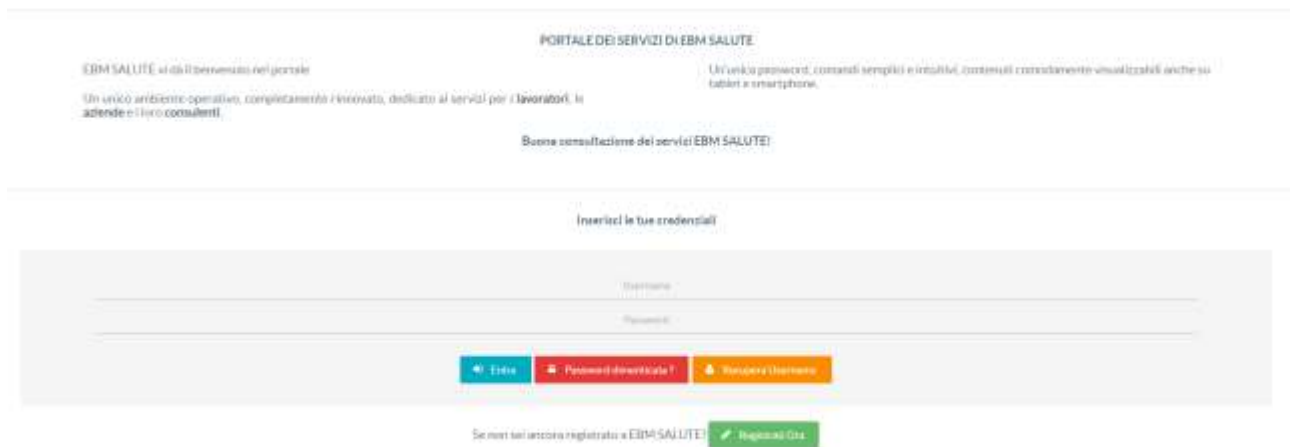 PORTALE DEI SERVIZI DI EBM SALUTE
EBM SALUTE vi dà il benvenuto nel portale
Un unico ambiente operativo, completamente rinnovato, dedicato ai servizi per i lavoratori, le
aziende e i loro consulenti.
Un'unica password, comandi semplici e intuitivi, contenuti comodamente visualizzabili anche su
tablet e smartphone.
Buona consultazione dei servizi EBM SALUTE!
Inserisci le tue credenziali
Username
Password
Entra
Password dimenticata ?
Recupera Username
Se non sei ancora registrato a EBM SALUTE?
Registrati Ora